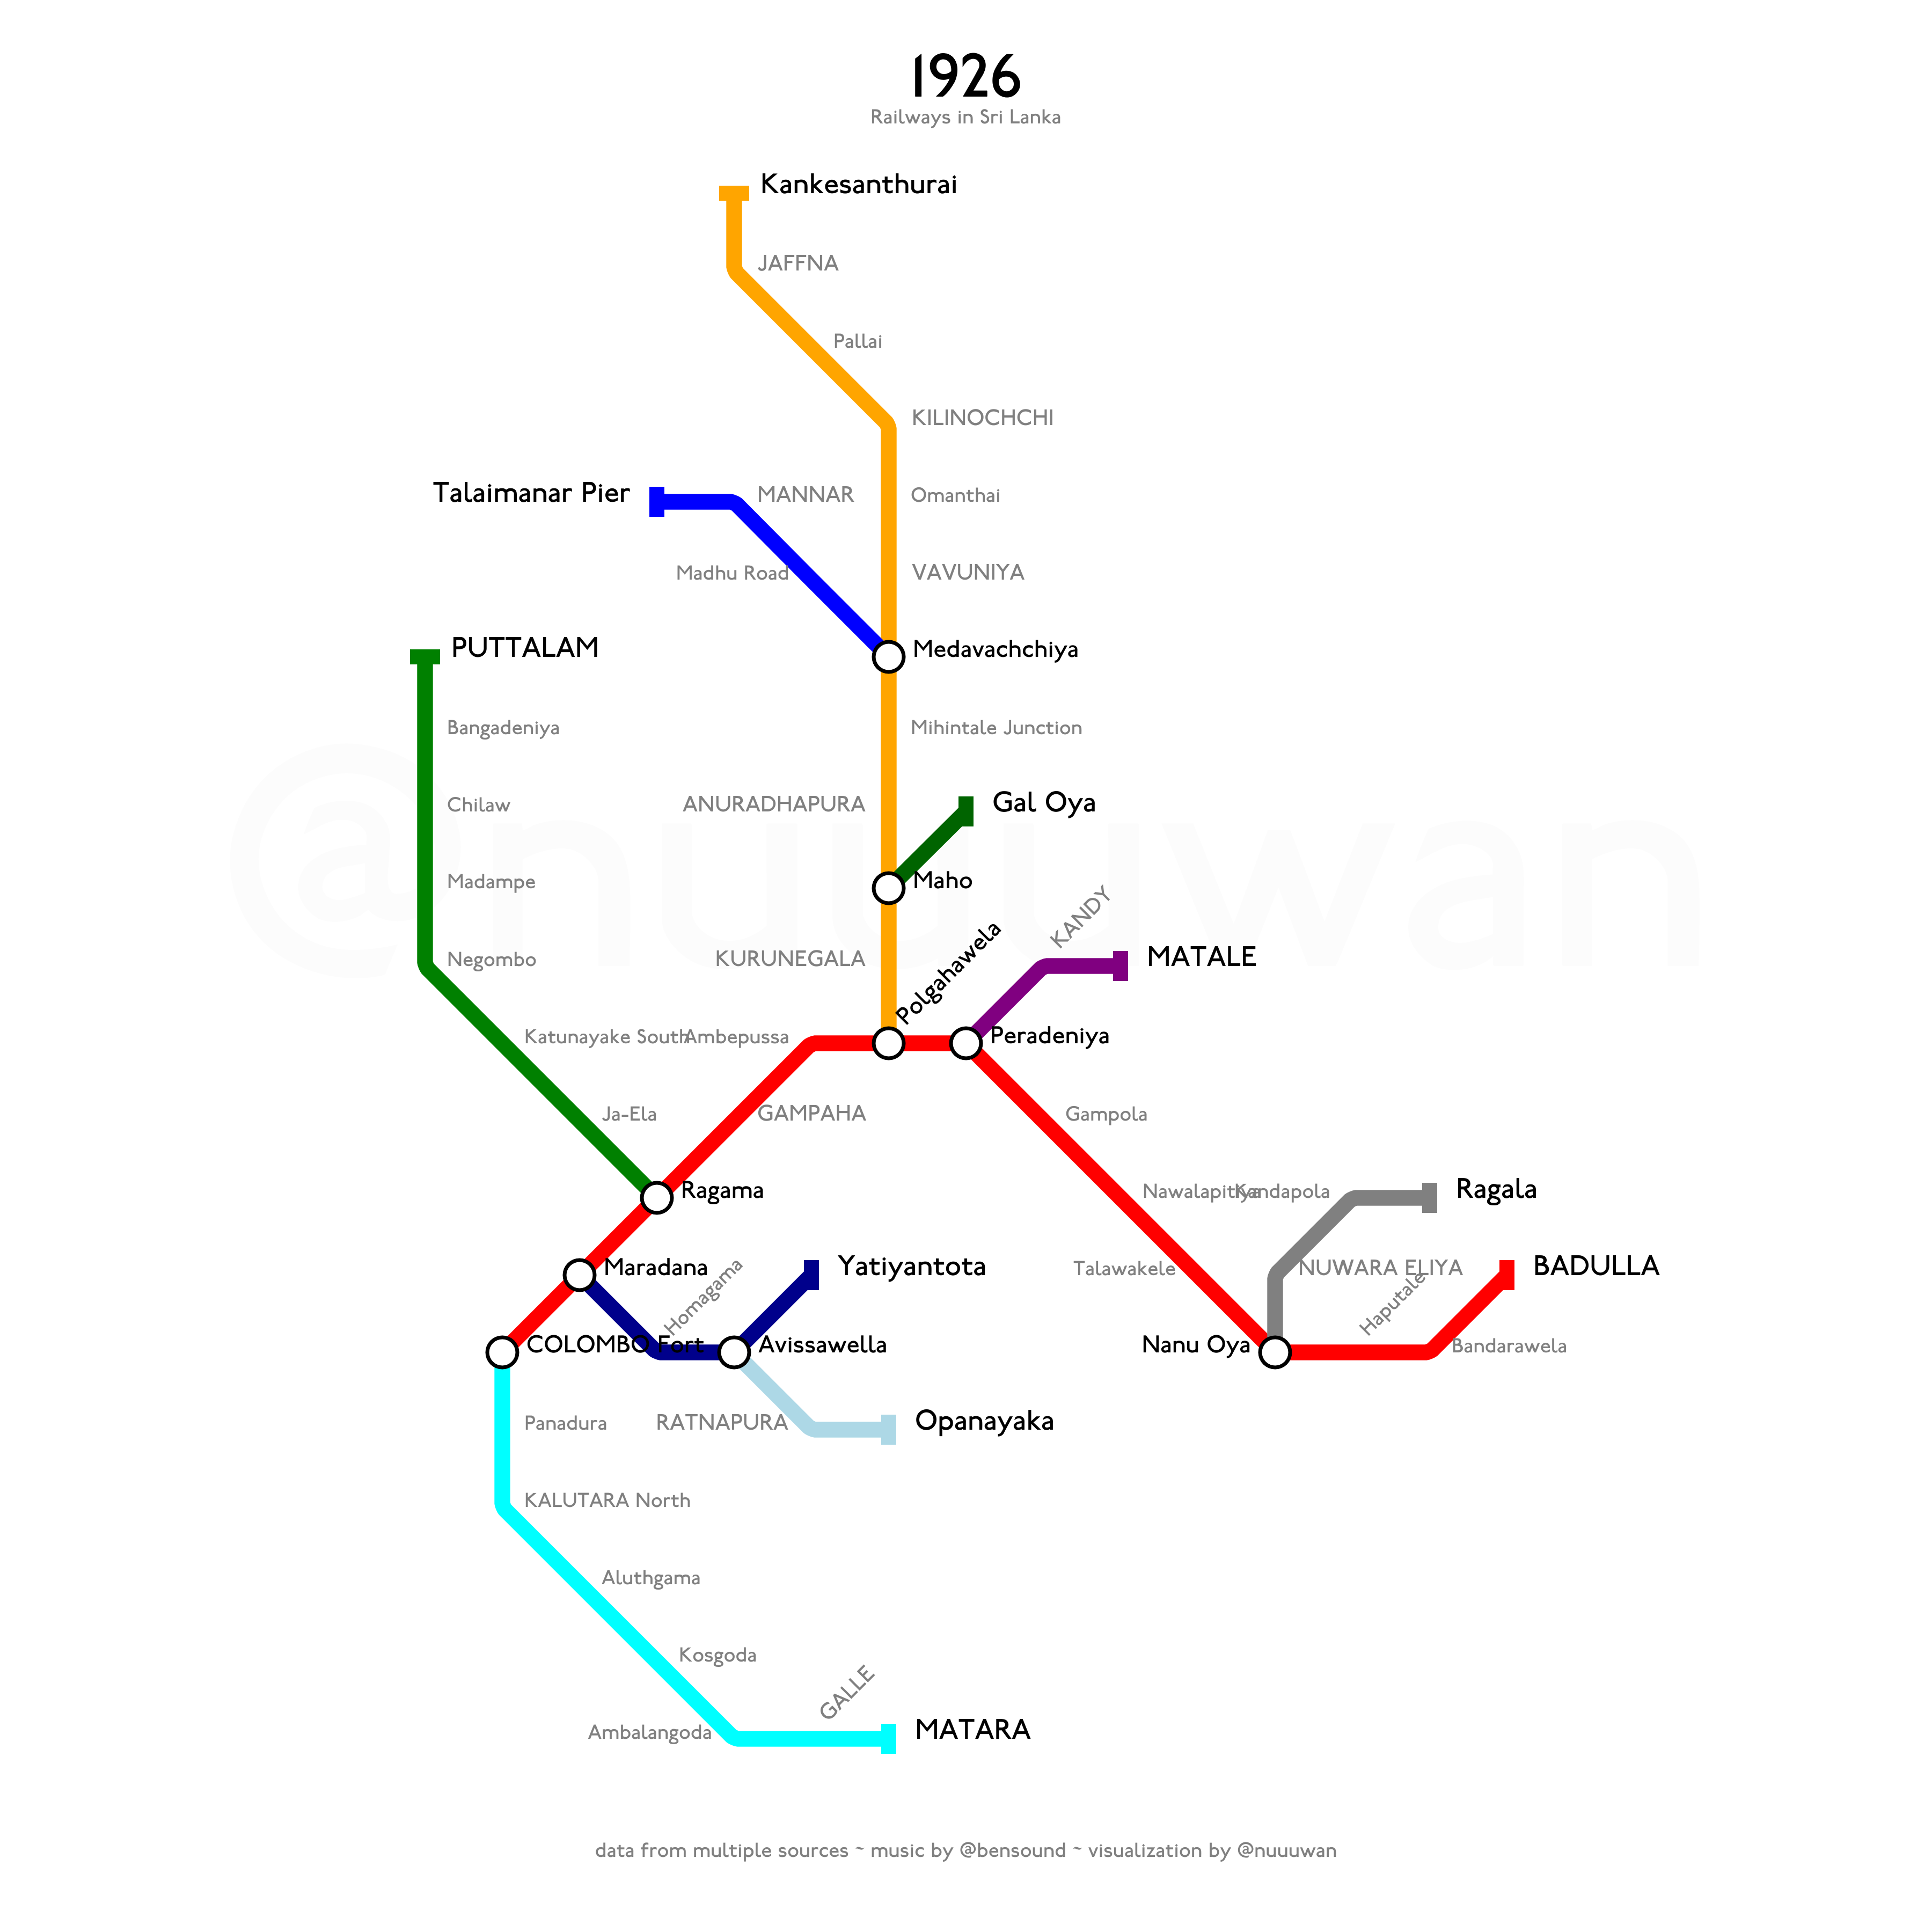 1926
Railways in Sri Lanka
Kankesanthurai
JAFFNA
Pallai
KILINOCHCHI
Talaimanar Pier
MANNAR
Omanthai
Madhu Road
VAVUNIYA
PUTTALAM
Medavachchiya
Bangadeniya
Mihintale Junction
Chilaw
ANURADHAPURA
Gal Oya
@nuuuwan
Madampe
Maho
KANDY
Negombo
KURUNEGALA
Polgahawela
MATALE
Katunayake South
Ambepussa
Peradeniya
Ja-Ela
GAMPAHA
Gampola
Ragama
Nawalapitiya
Kandapola
Ragala
Maradana
Homagama
Yatiyantota
Talawakele
NUWARA ELIYA
Haputale
BADULLA
COLOMBO Fort
Avissawella
Nanu Oya
Bandarawela
Panadura
RATNAPURA
Opanayaka
KALUTARA North
Aluthgama
Kosgoda
GALLE
Ambalangoda
MATARA
data from multiple sources ~ music by @bensound ~ visualization by @nuuuwan